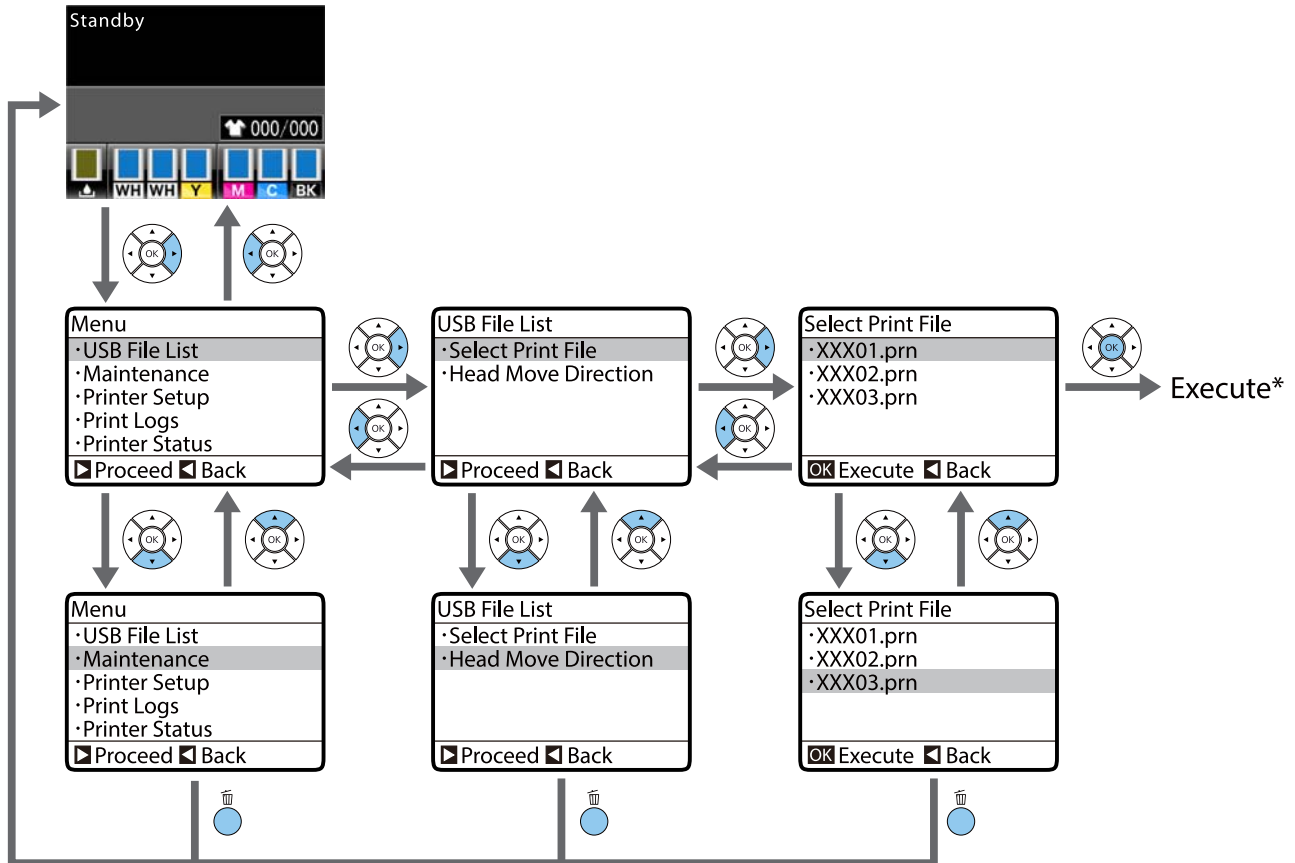 Standby
000/000
WH WH Y M C BK
OK OK
Menu
·USB File List
·Maintenance
·Printer Setup
·Print Logs
·Printer Status
Proceed Back
OK
OK
USB File List
·Select Print File
·Head Move Direction
Proceed Back
OK
OK
Select Print File
·XXX01.prn
·XXX02.prn
·XXX03.prn
OK Execute Back
OK
Execute*
OK OK OK OK OK OK
Menu
·USB File List
·Maintenance
·Printer Setup
·Print Logs
·Printer Status
Proceed Back
USB File List
·Select Print File
·Head Move Direction
Proceed Back
Select Print File
·XXX01.prn
·XXX02.prn
·XXX03.prn
OK Execute Back